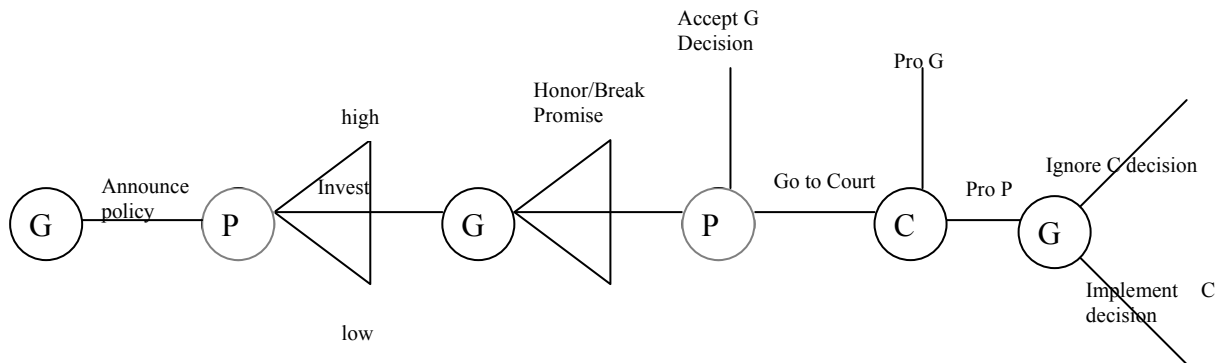 Accept G
Decision
Pro G
Honor/Break
Promise
high
Ignore C decision
Announce
policy
Invest
Go to Court
Pro P
G
P
G
P
C
G
Implement C
decision
low